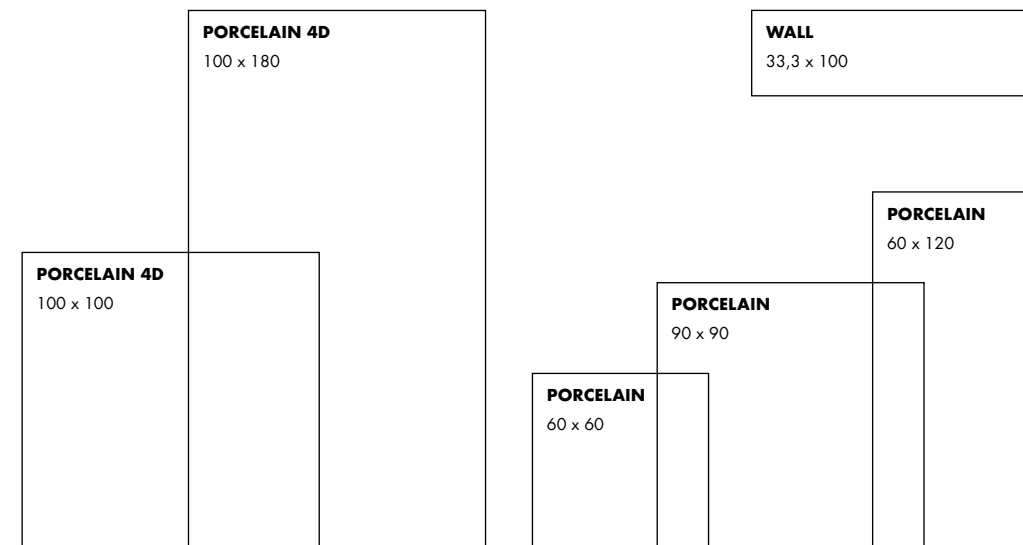 PORCELAIN 4D
100 x 180
WALL
33,3 x 100
PORCELAIN
60 x 120
PORCELAIN 4D
100 x 100
PORCELAIN
90 x 90
PORCELAIN
60 x 60